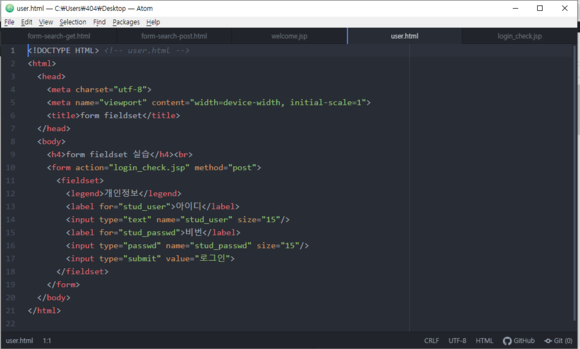 user.html — C:₩Users₩404₩Desktop — Atom
File Edit View Selection Find Packages Help
form-search-get.html form-search-post.html welcome.jsp user.html login_check.jsp
1 <!DOCTYPE HTML> <!-- user.html -->
2 <html>
3 <head>
4 <meta charset="utf-8">
5 <meta name="viewport" content="width=device-width, initial-scale=1">
6 <title>form fieldset</title>
7 </head>
8 <body>
9 <h4>form fieldset 실습</h4><br>
10 <form action="login_check.jsp" method="post">
11 <fieldset>
12 <legend>개인정보</legend>
13 <label for="stud_user">아이디</label>
14 <input type="text" name="stud_user" size="15"/>
15 <label for="stud_passwd">비번</label>
16 <input type="passwd" name="stud_passwd" size="15"/>
17 <input type="submit" value="로그인">
18 </fieldset>
19 </form>
20 </body>
21 </html>
22
user.html 1:1 CRLF UTF-8 HTML GitHub Git (0)